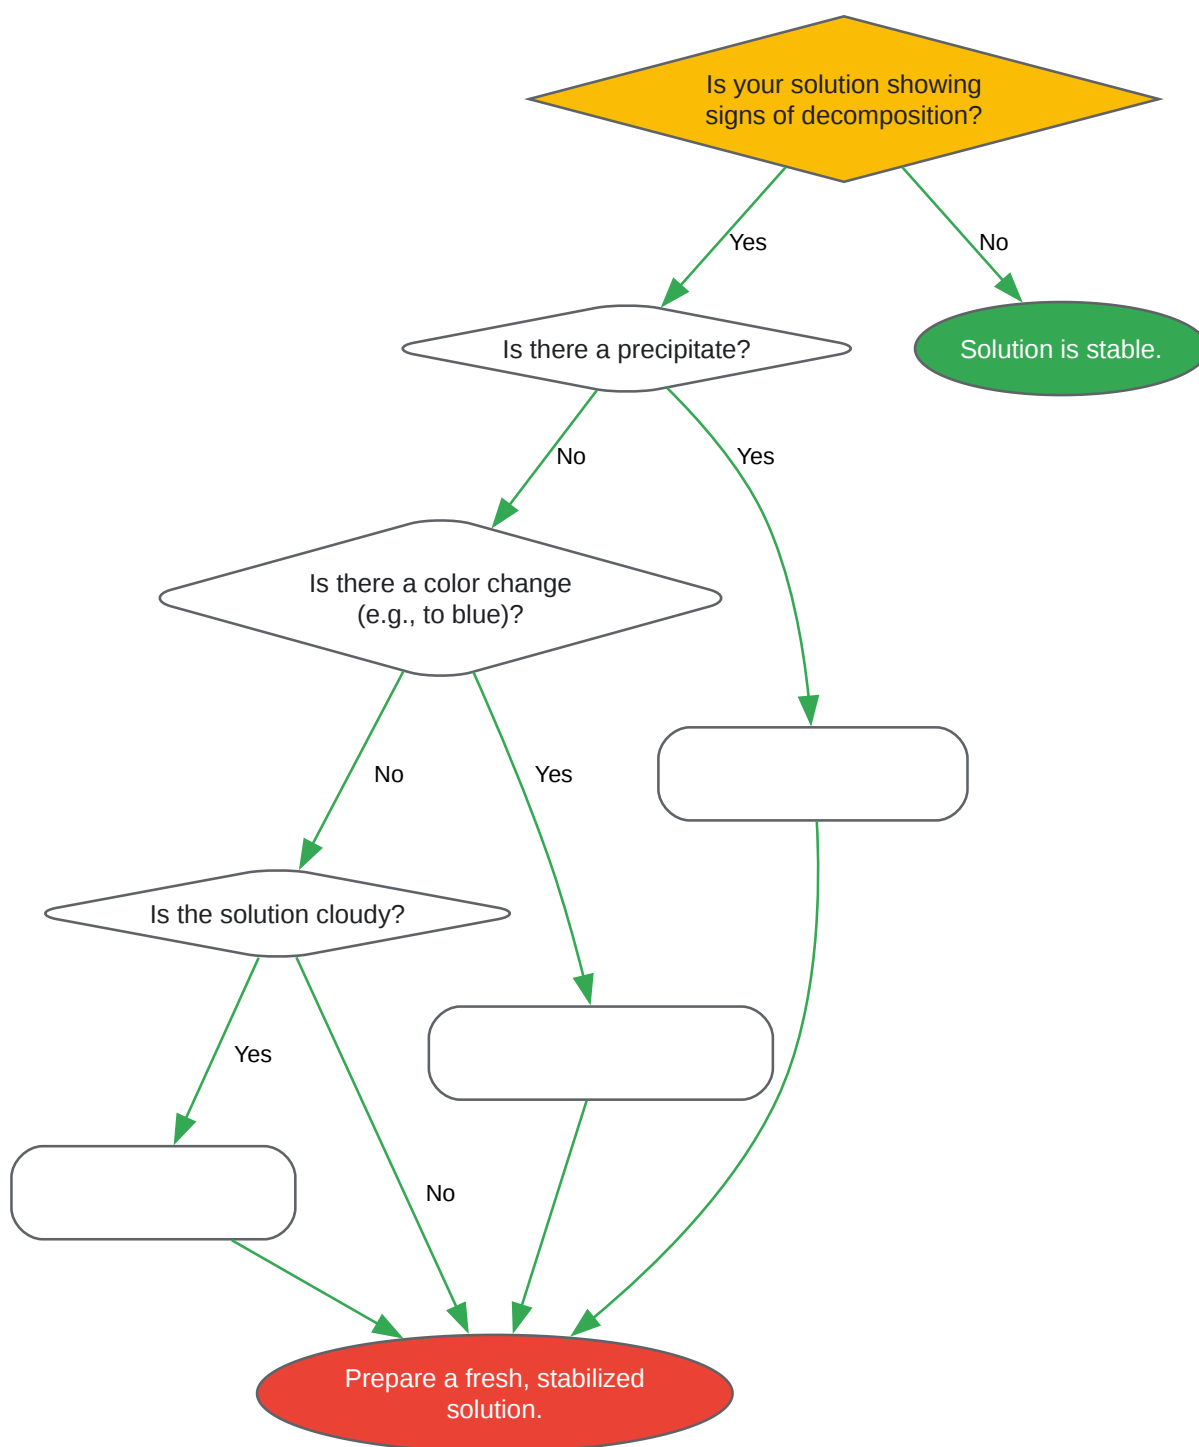 Is your solution showing
signs of decomposition?
Yes
No
Is there a precipitate?
Solution is stable.
No
Yes
Is there a color change
(e.g., to blue)?
No
Yes
Is the solution cloudy?
Yes
No
Prepare a fresh, stabilized
solution.